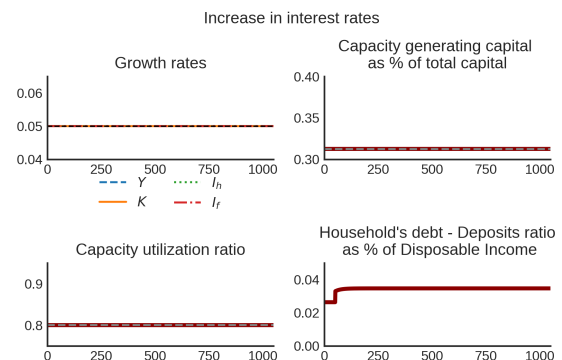 Increase in interest rates
Growth rates
0.06
0.05
0.04
0 250 500 750 1000
Y
K
I_h
I_f
Capacity generating capital
as % of total capital
0.40
0.35
0.30
0 250 500 750 1000
Capacity utilization ratio
0.9
0.8
0 250 500 750 1000
Household's debt - Deposits ratio
as % of Disposable Income
0.04
0.02
0.00
0 250 500 750 1000